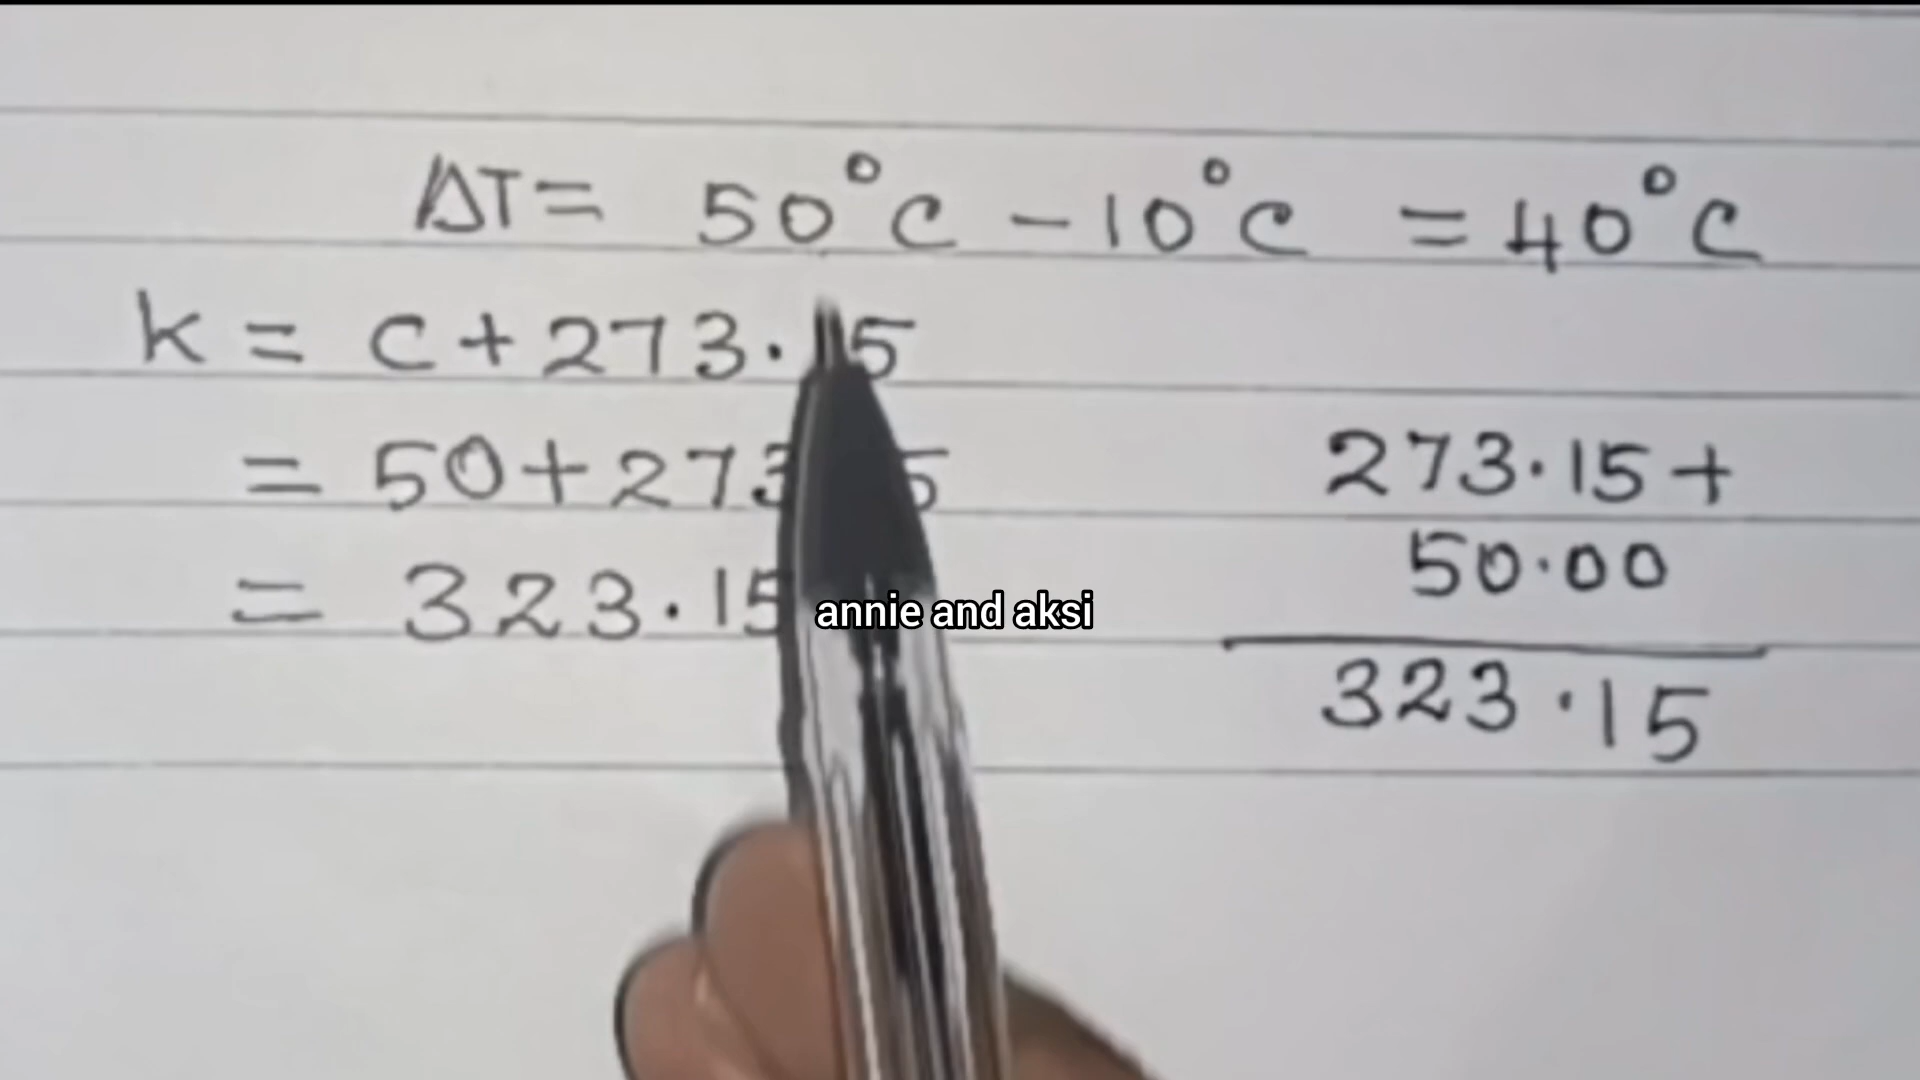 ΔT = 50°C - 10°C = 40°C
K = C + 273.15
= 50 + 273. 5
273.15 +
50.00
= 323.15
323.15
annie and aksi